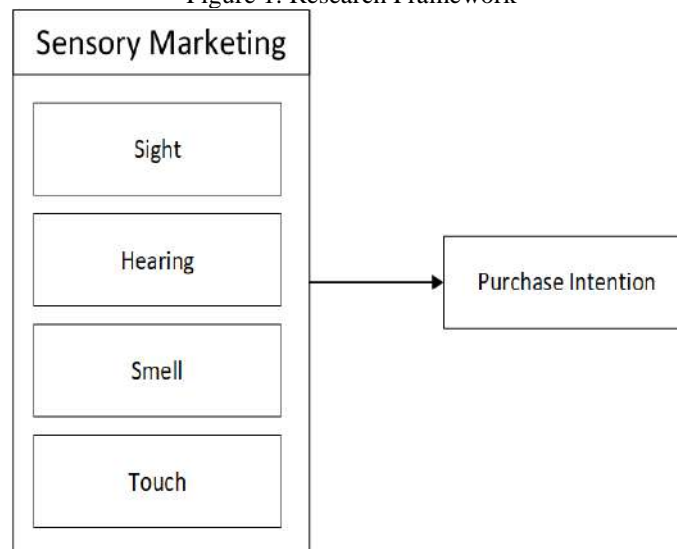 Figure 1: Research Framework
Sensory Marketing
Sight
Hearing
Smell
Touch
Purchase Intention